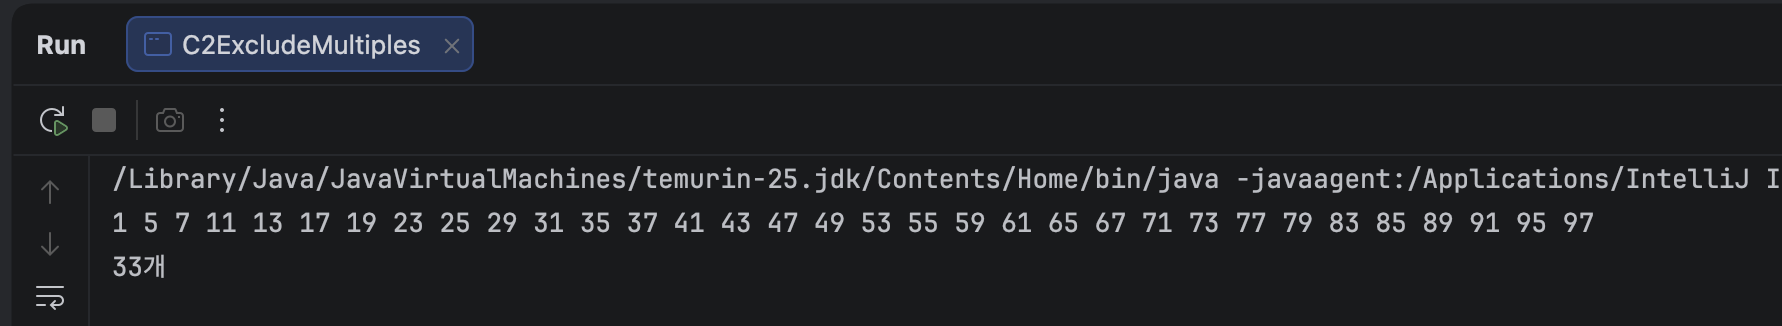 Run
C2ExcludeMultiples
/Library/Java/JavaVirtualMachines/temurin-25.jdk/Contents/Home/bin/java -javaagent:/Applications/IntelliJ I
1 5 7 11 13 17 19 23 25 29 31 35 37 41 43 47 49 53 55 59 61 65 67 71 73 77 79 83 85 89 91 95 97
33개